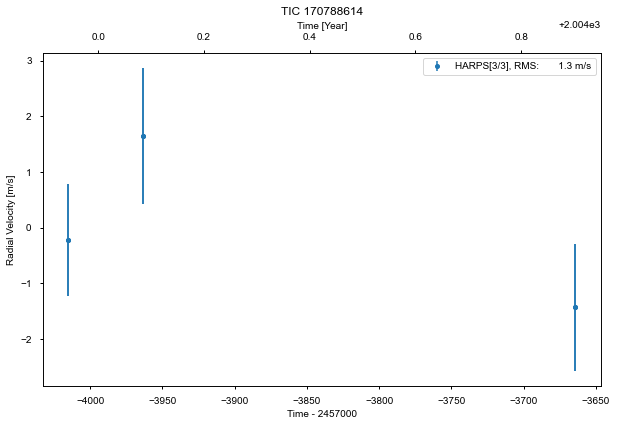 TIC 170788614
Time [Year]
+2.004e3
0.0 0.2 0.4 0.6 0.8
HARPS[3/3], RMS: 1.3 m/s
3
2
1
0
−1
−2
Radial Velocity [m/s]
−4000 −3950 −3900 −3850 −3800 −3750 −3700 −3650
Time - 2457000